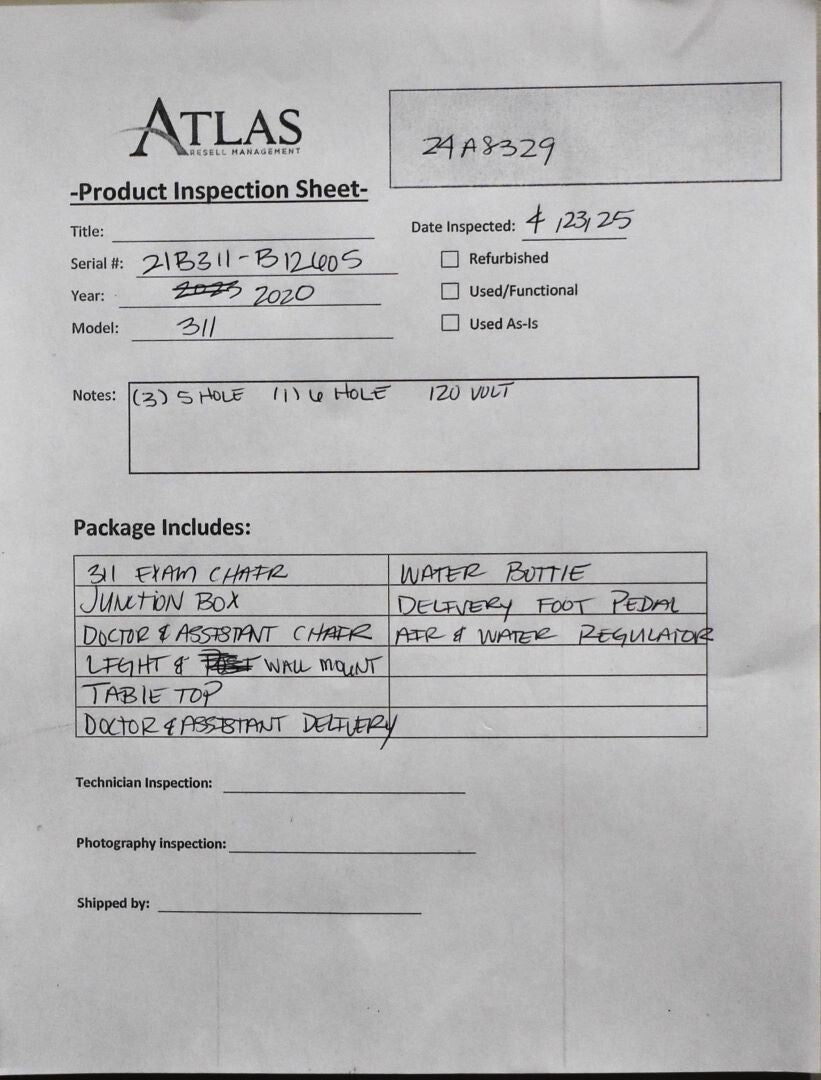 ATLAS
RESELL MANAGEMENT
24A8329
-Product Inspection Sheet-
Title:
Date Inspected: 4/23/25
Serial #: 21B311-B12605
Refurbished
Year: 2023 2020
Used/Functional
Model: 311
Used As-Is
Notes: (3) 5 HOLE (1) 6 HOLE 120 VOLT
Package Includes:
311 EXAM CHAIR WATER BOTTLE
JUNCTION BOX DELIVERY FOOT PEDAL
DOCTOR & ASSISTANT CHAIR AIR & WATER REGULATOR
LIGHT & WALL MOUNT
TABLE TOP
DOCTOR & ASSISTANT DELIVERY
Technician Inspection:
Photography inspection:
Shipped by: